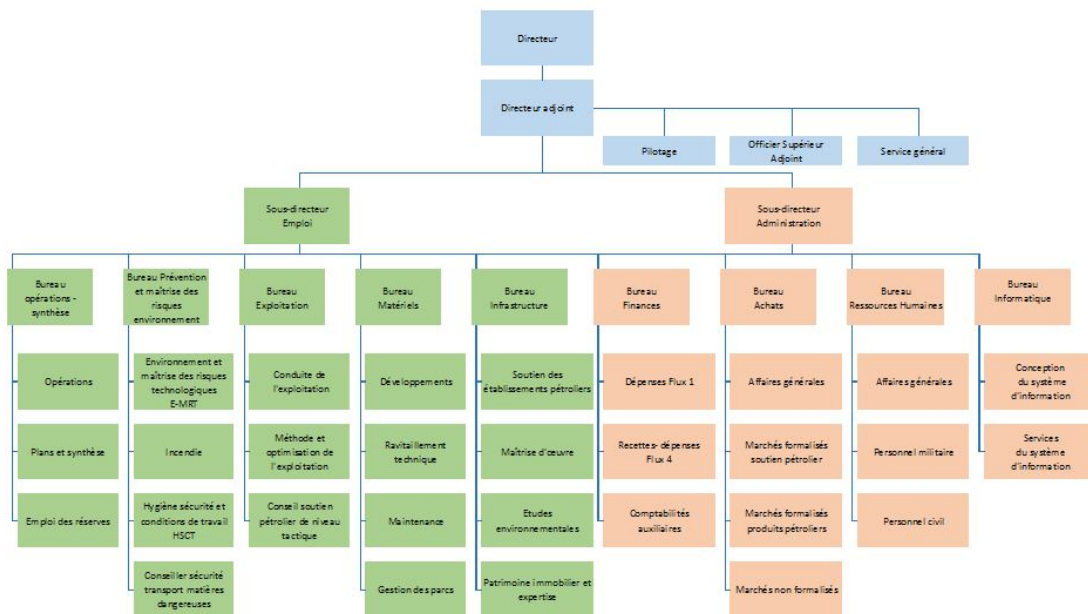 Directeur
Directeur adjoint
Pilotage
Officier Supérieur
Adjoint
Service général
Sous-directeur
Emploi
Sous-directeur
Administration
Bureau
opérations -
synthèse
Bureau Prévention
et maîtrise des
risques
environnement
Bureau
Exploitation
Bureau
Matériels
Bureau
Infrastructure
Bureau
Finances
Bureau
Achats
Bureau
Ressources Humaines
Bureau
Informatique
Opérations
Environnement et
maîtrise des risques
technologiques
E-MRT
Conduite de
l'exploitation
Développements
Soutien des
établissements pétroliers
Dépenses Flux 1
Affaires générales
Affaires générales
Conception
du système
d'information
Plans et synthèse
Incendie
Méthode et
optimisation de
l'exploitation
Ravitaillement
technique
Maîtrise d'œuvre
Recettes- dépenses
Flux 4
Marchés formalisés
soutien pétrolier
Personnel militaire
Services
du système
d'information
Emploi des réserves
Hygiène sécurité et
conditions de travail
HSCT
Conseil soutien
pétrolier de niveau
tactique
Maintenance
Etudes
environnementales
Comptabilités
auxiliaires
Marchés formalisés
produits pétroliers
Personnel civil
Conseiller sécurité
transport matières
dangereuses
Gestion des parcs
Patrimoine immobilier et
expertise
Marchés non formalisés